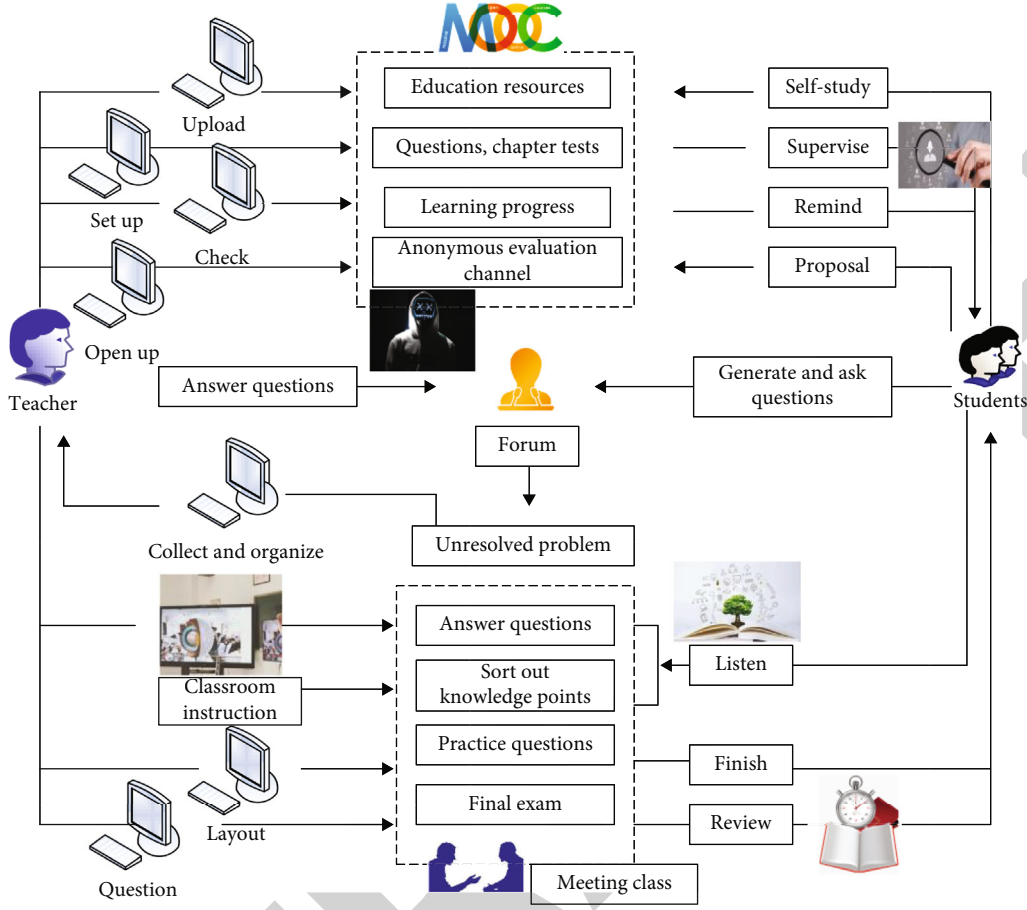 MOOC
Education resources
Self-study
Upload
Questions, chapter tests
Supervise
Set up
Learning progress
Remind
Check
Anonymous evaluation
channel
Proposal
Open up
Teacher
Answer questions
Generate and ask
questions
Students
Forum
Collect and organize
Unresolved problem
Answer questions
Listen
Classroom
instruction
Sort out
knowledge points
Practice questions
Finish
Layout
Final exam
Review
Question
Meeting class